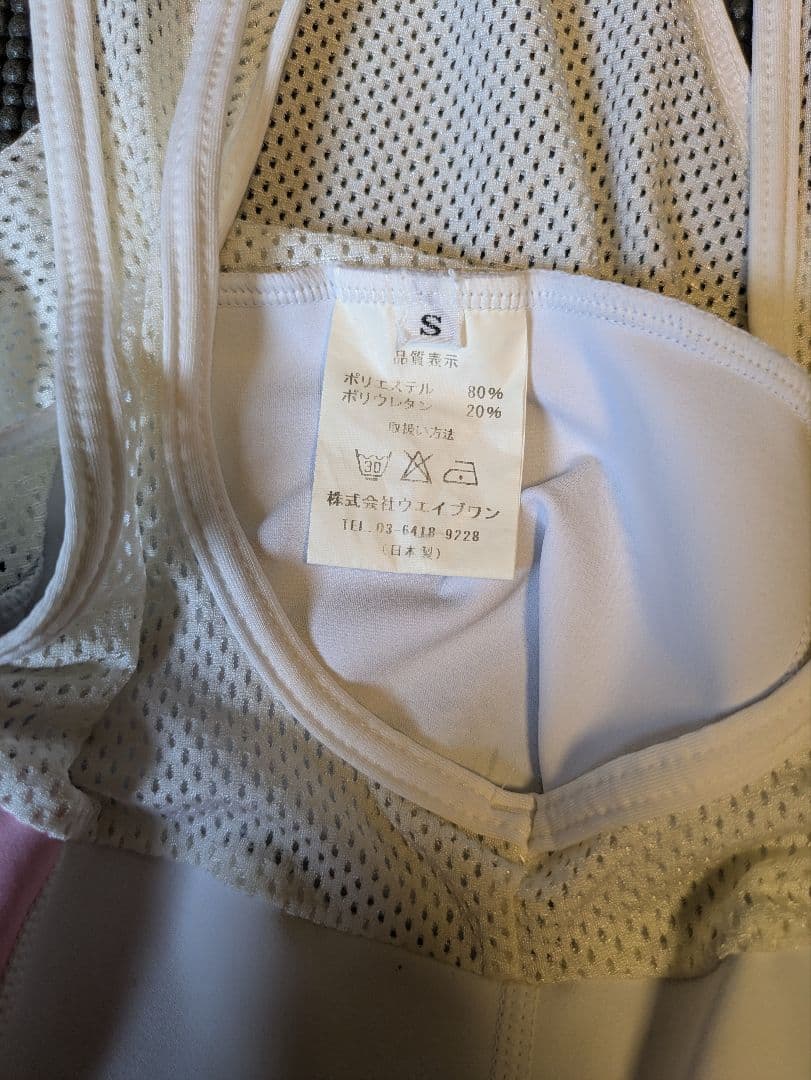 S
品質表示
ポリエステル 80%
ポリウレタン 20%
取扱い方法
30
株式会社ウエイブワン
TEL.03-6418-9228
(日本製)